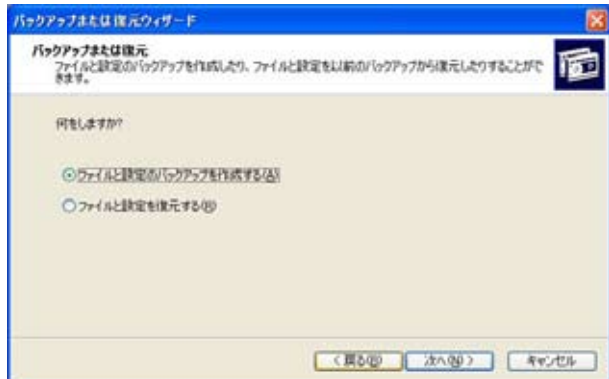 バックアップまたは復元ウィザード
バックアップまたは復元
ファイルと設定のバックアップを作成したり、ファイルと設定を以前のバックアップから復元したりすることがで
きます。
何をしますか?
ファイルと設定のバックアップを作成する(A)
ファイルと設定を復元する(R)
< 戻る(B) 次へ(N) > キャンセル